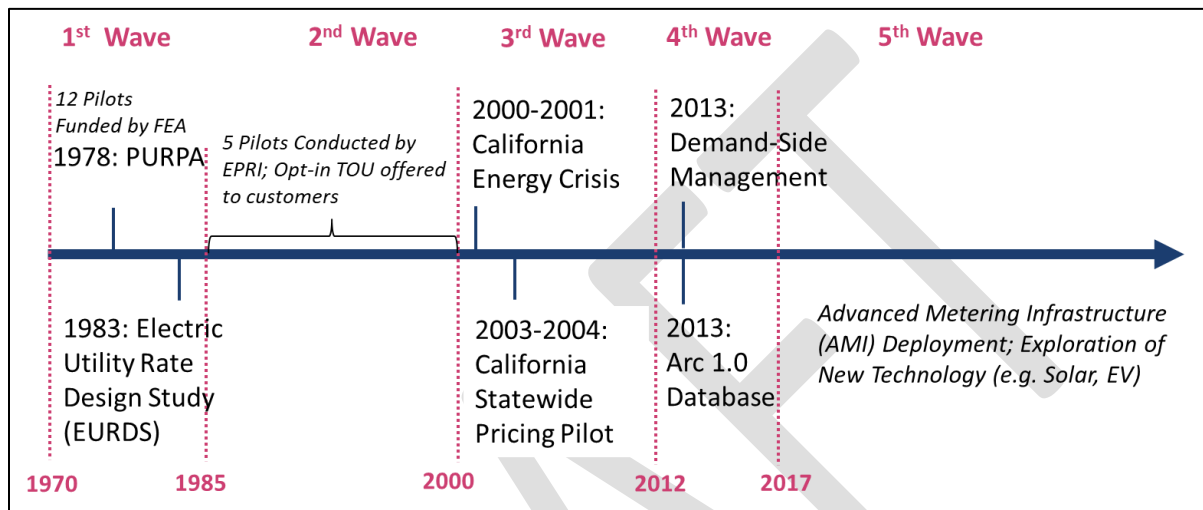 1st Wave
2nd Wave
3rd Wave
4th Wave
5th Wave
12 Pilots
Funded by FEA
1978: PURPA
5 Pilots Conducted by
EPRI; Opt-in TOU offered
to customers
2000-2001:
California
Energy Crisis
2013:
Demand-Side
Management
1983: Electric
Utility Rate
Design Study
(EURDS)
2003-2004:
California
Statewide
Pricing Pilot
2013:
Arc 1.0
Database
Advanced Metering Infrastructure
(AMI) Deployment; Exploration of
New Technology (e.g. Solar, EV)
1970
1985
2000
2012
2017